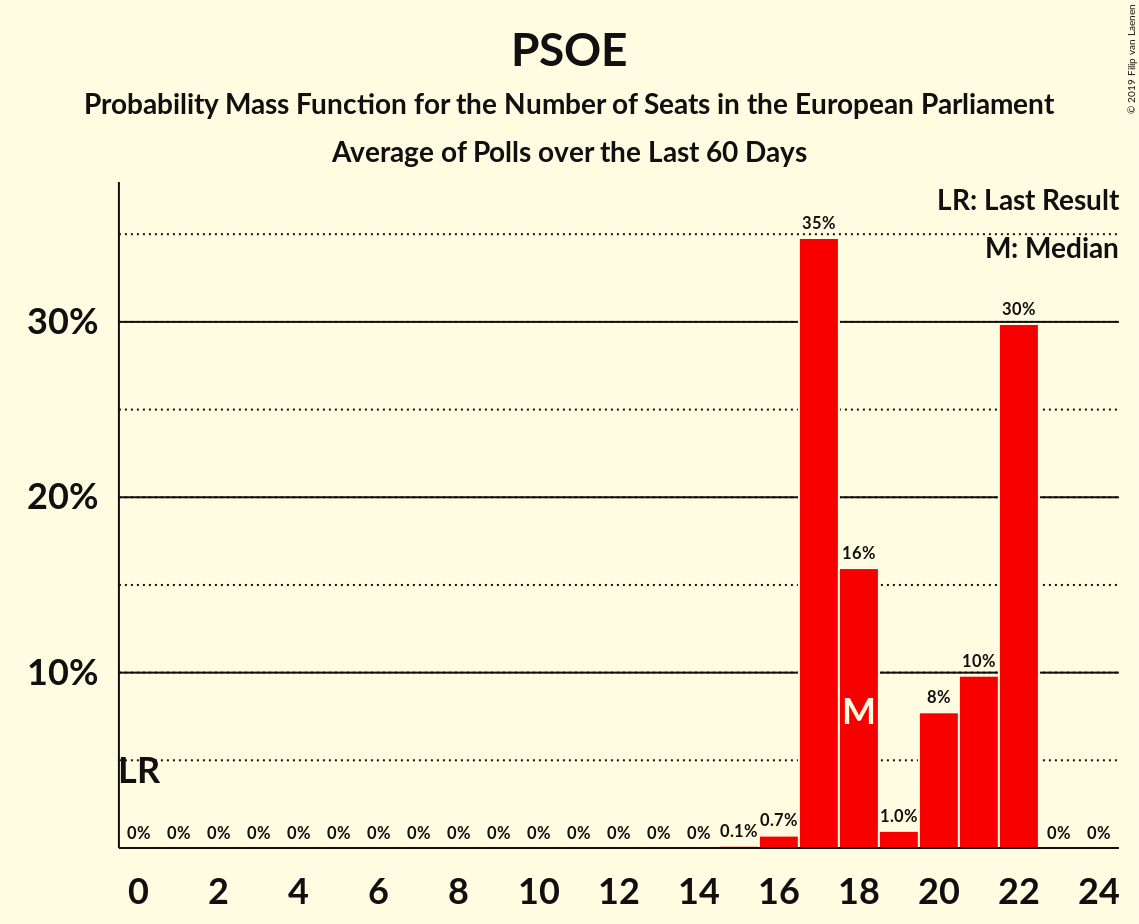 PSOE
Probability Mass Function for the Number of Seats in the European Parliament
Average of Polls over the Last 60 Days
© 2019 Filip van Laenen
LR: Last Result
M: Median
35%
30%
30%
20%
16%
10%
10%
8%
M
LR
0% 0% 0% 0% 0% 0% 0% 0% 0% 0% 0% 0% 0% 0% 0% 0.1% 0.7% 1.0% 0% 0%
0 2 4 6 8 10 12 14 16 18 20 22 24